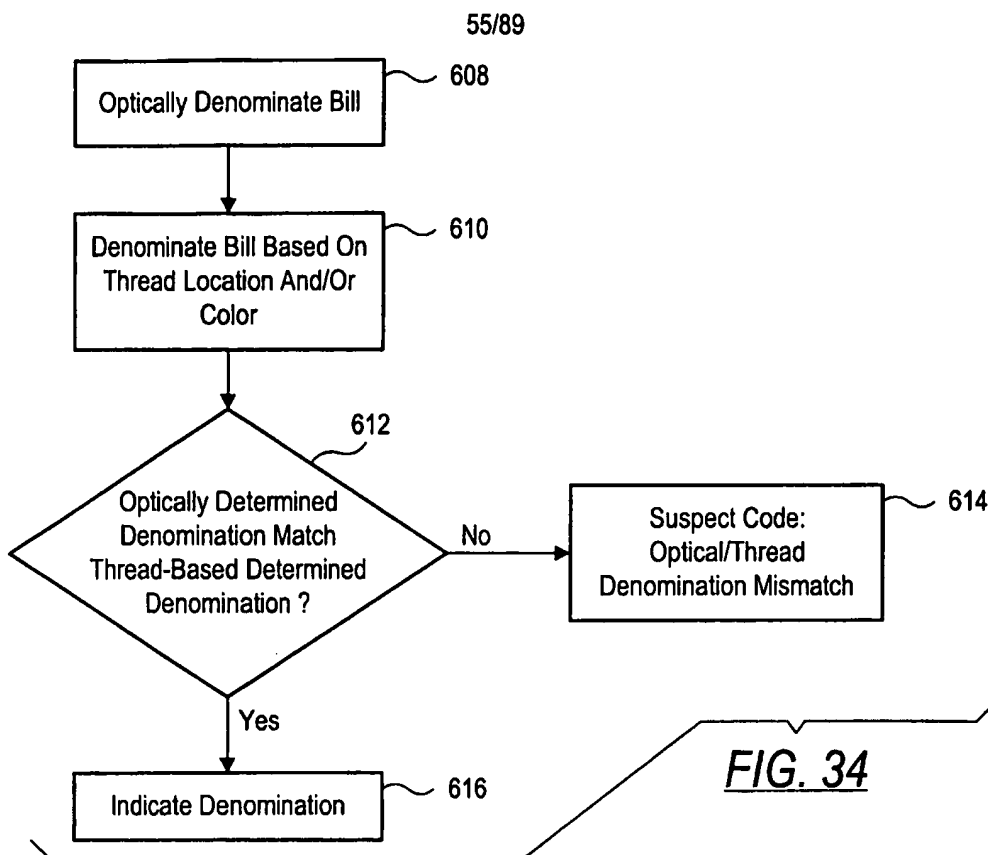 55/89
608
Optically Denominate Bill
610
Denominate Bill Based On
Thread Location And/Or
Color
612
Optically Determined
Denomination Match
Thread-Based Determined
Denomination ?
No
614
Suspect Code:
Optical/Thread
Denomination Mismatch
Yes
616
Indicate Denomination
FIG. 34